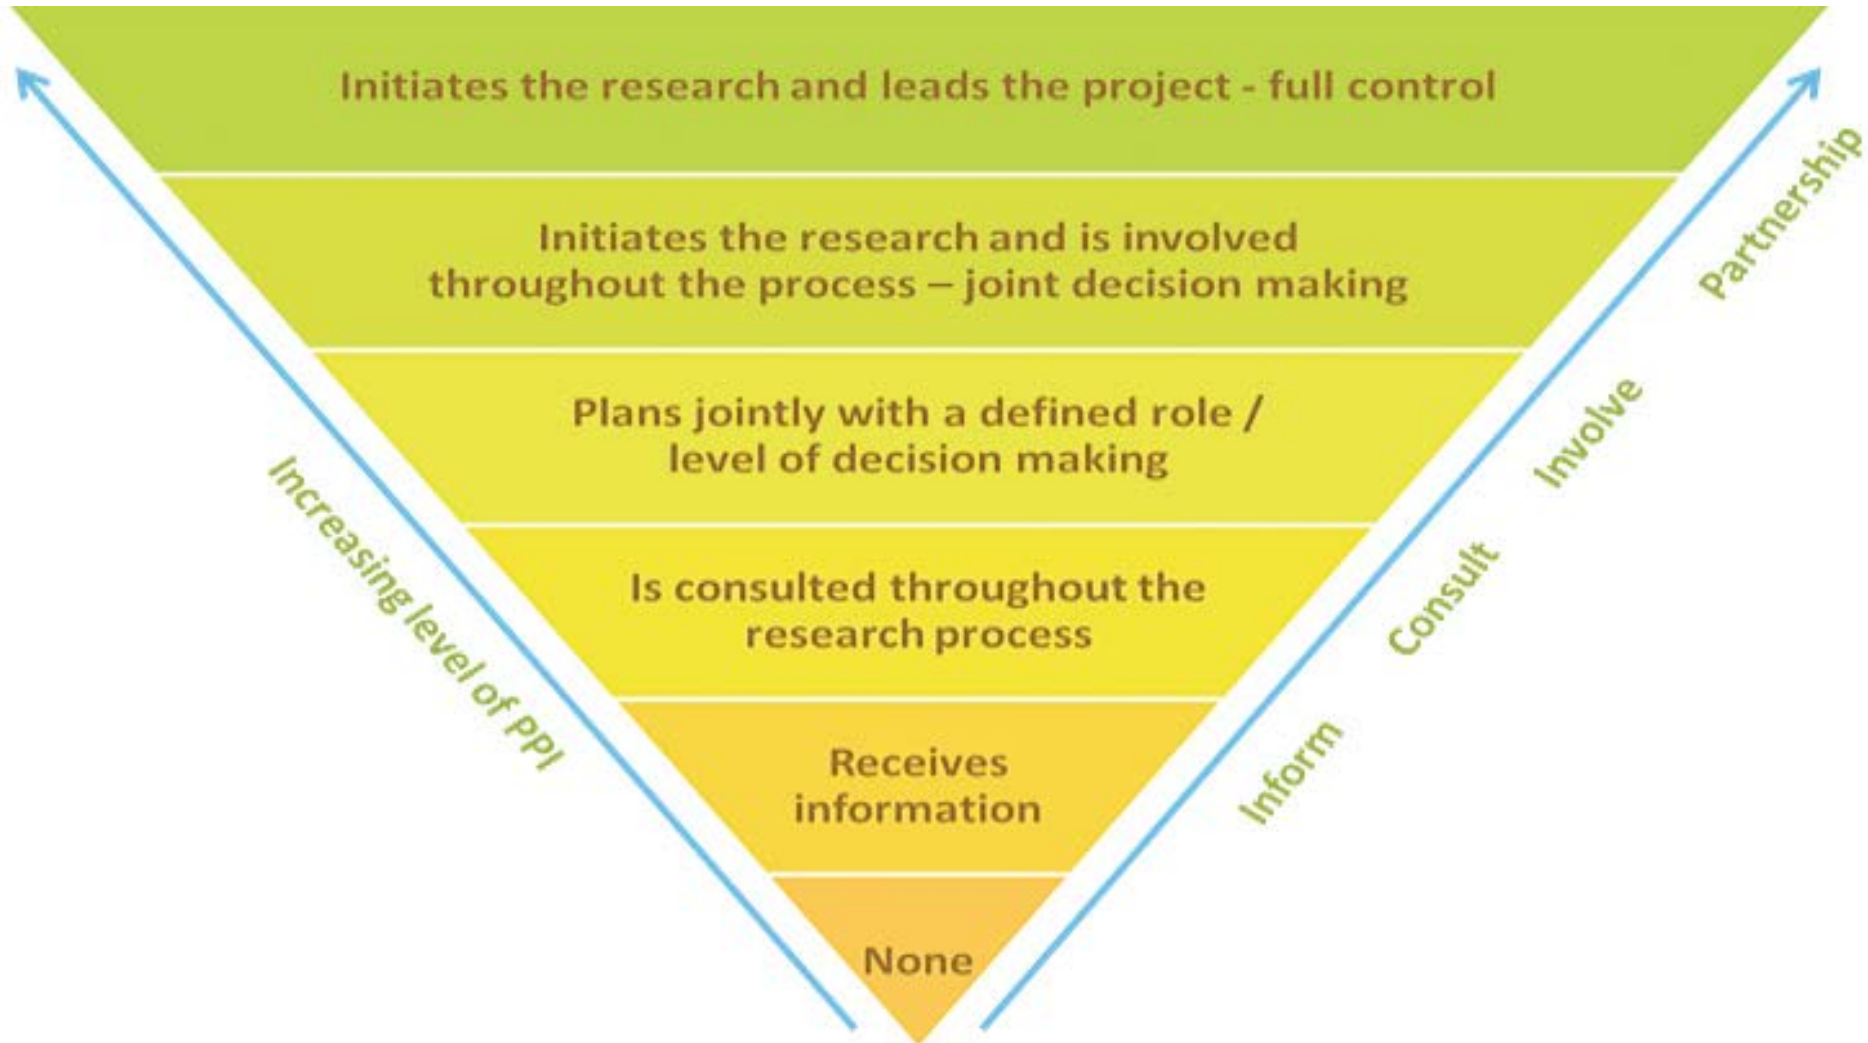 Initiates the research and leads the project - full control
Initiates the research and is involved
throughout the process – joint decision making
Plans jointly with a defined role /
level of decision making
Is consulted throughout the
research process
Receives
information
None
Increasing level of PPI
Inform
Consult
Involve
Partnership